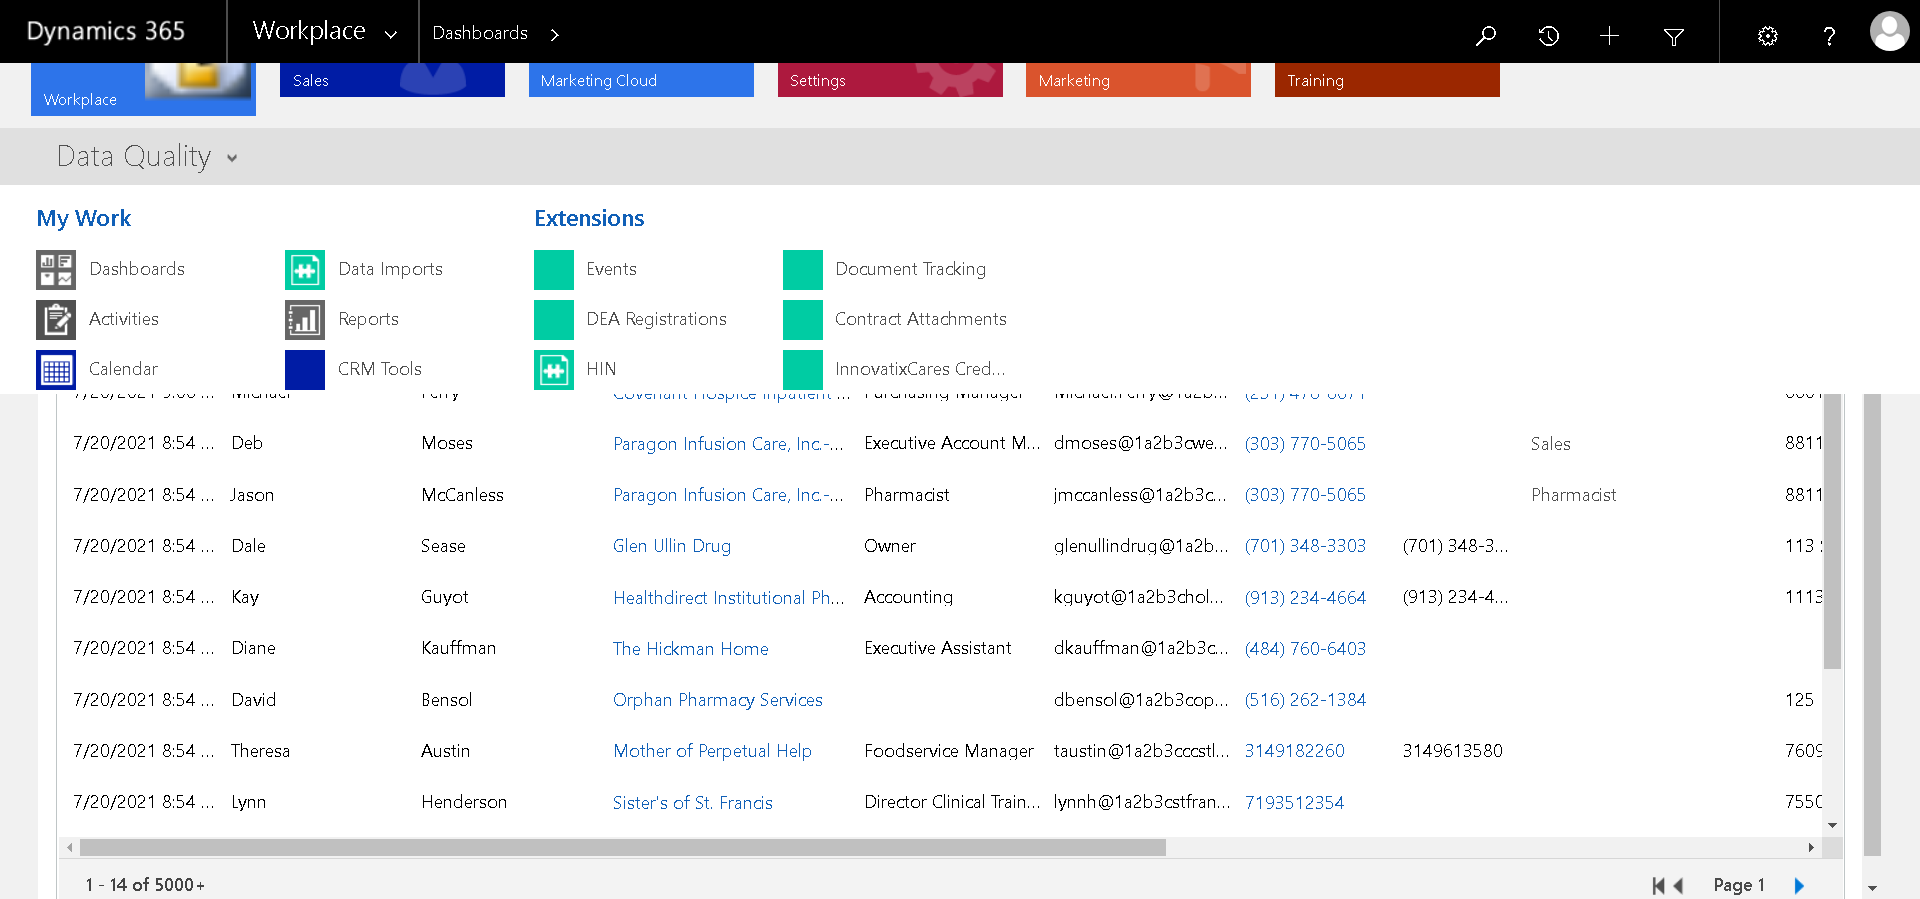 Dynamics 365 Workplace Dashboards
Workplace Sales Marketing Cloud Settings Marketing Training
Data Quality
My Work Extensions
Dashboards Data Imports Events Document Tracking
Activities Reports DEA Registrations Contract Attachments
Calendar CRM Tools HIN InnovatixCares Cred...
7/20/2021 8:54 ... Deb Moses Paragon Infusion Care, Inc.-... Executive Account M... dmoses@1a2b3cwe... (303) 770-5065 Sales 8811
7/20/2021 8:54 ... Jason McCanless Paragon Infusion Care, Inc.-... Pharmacist jmccanless@1a2b3c... (303) 770-5065 Pharmacist 8811
7/20/2021 8:54 ... Dale Sease Glen Ullin Drug Owner glenullindrug@1a2b... (701) 348-3303 (701) 348-3... 113
7/20/2021 8:54 ... Kay Guyot Healthdirect Institutional Ph... Accounting kguyot@1a2b3chol... (913) 234-4664 (913) 234-4... 1113
7/20/2021 8:54 ... Diane Kauffman The Hickman Home Executive Assistant dkauffman@1a2b3c... (484) 760-6403
7/20/2021 8:54 ... David Bensol Orphan Pharmacy Services dbensol@1a2b3cop... (516) 262-1384 125
7/20/2021 8:54 ... Theresa Austin Mother of Perpetual Help Foodservice Manager taustin@1a2b3cccstl... 3149182260 3149613580 7609
7/20/2021 8:54 ... Lynn Henderson Sister's of St. Francis Director Clinical Train... lynnh@1a2b3cstfran... 7193512354 7550
1 - 14 of 5000+ Page 1